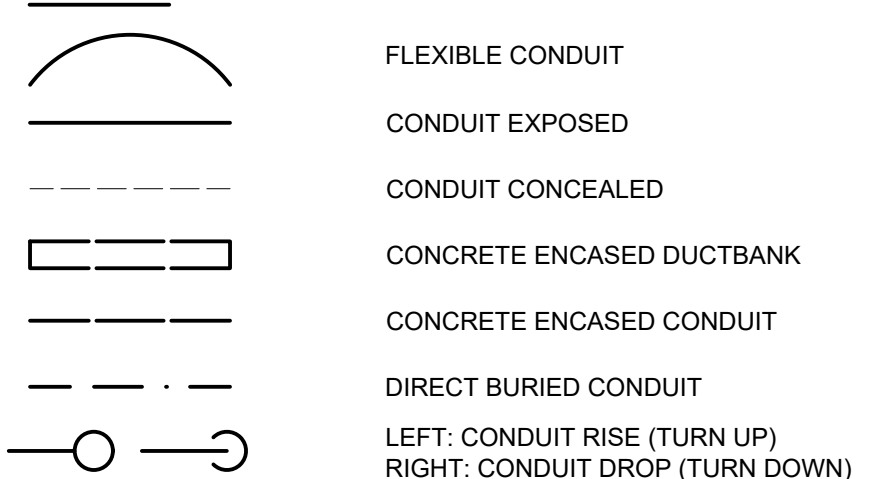 FLEXIBLE CONDUIT
CONDUIT EXPOSED
CONDUIT CONCEALED
CONCRETE ENCASED DUCTBANK
CONCRETE ENCASED CONDUIT
DIRECT BURIED CONDUIT
LEFT: CONDUIT RISE (TURN UP)
RIGHT: CONDUIT DROP (TURN DOWN)